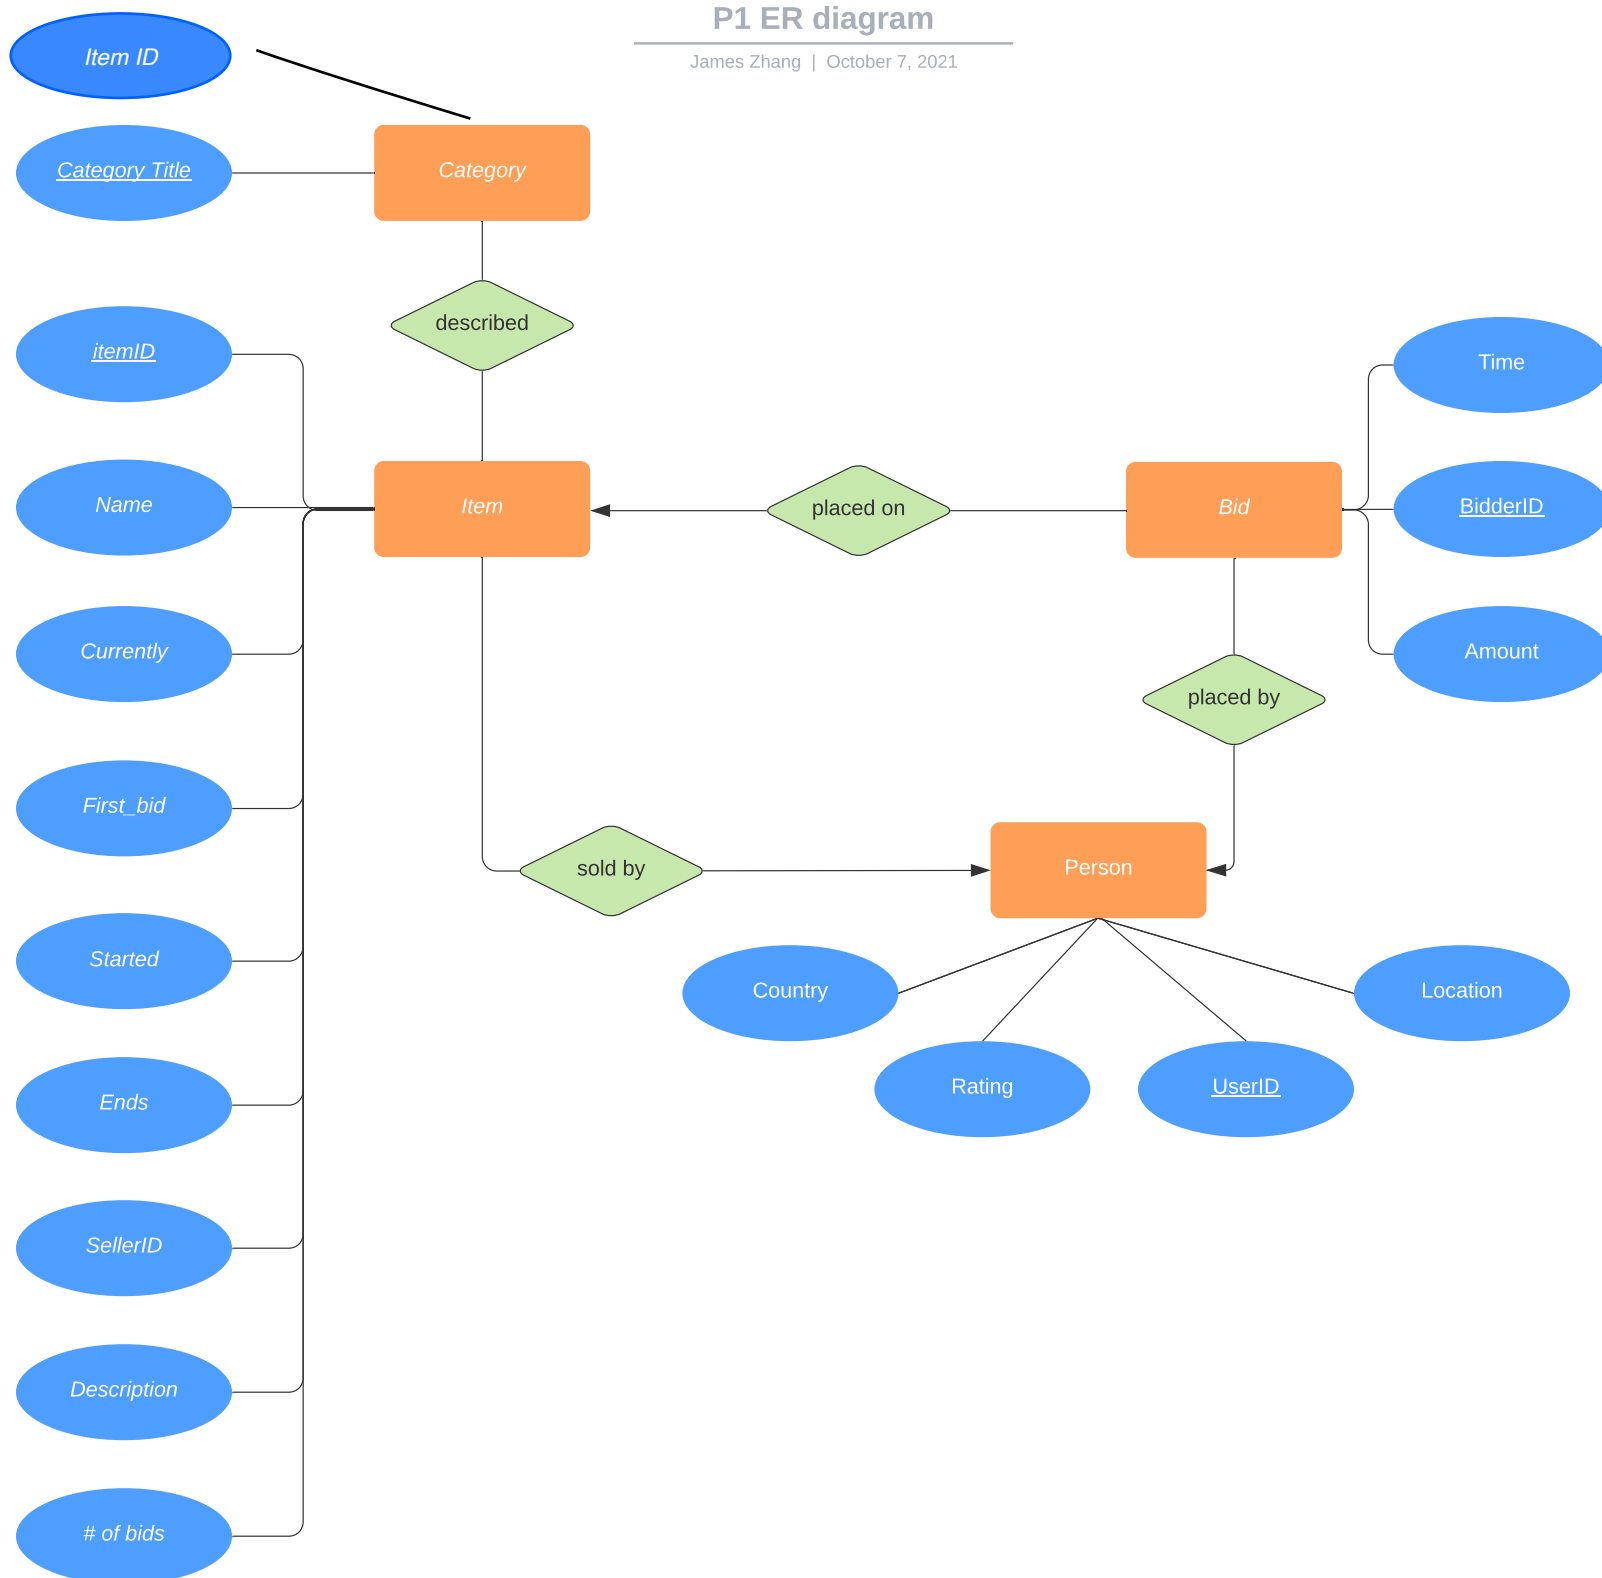 P1 ER diagram
James Zhang | October 7, 2021
Item ID
Category Title
Category
described
itemID
Time
Name
Item
placed on
Bid
BidderID
Currently
Amount
placed by
First_bid
sold by
Person
Started
Country
Location
Rating
UserID
Ends
SellerID
Description
# of bids